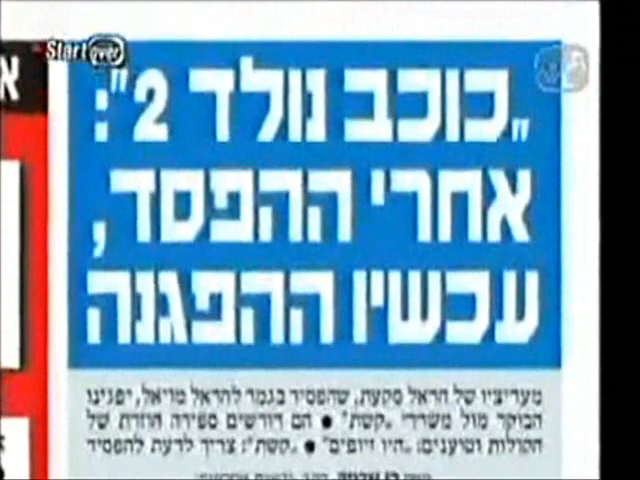 Start over
„כוכב נולד 2":
אחרי ההפסד,
עכשיו ההפגנה
מעריציו של הראל סקעת, שהפסיד בגמר להראל מויאל, יפגינו
הבוקר מול משרדי „קשת" ● הם דורשים ספירה חוזרת של
הקולות וטוענים: „היו זיופים" ● „קשת": צריך לדעת להפסיד